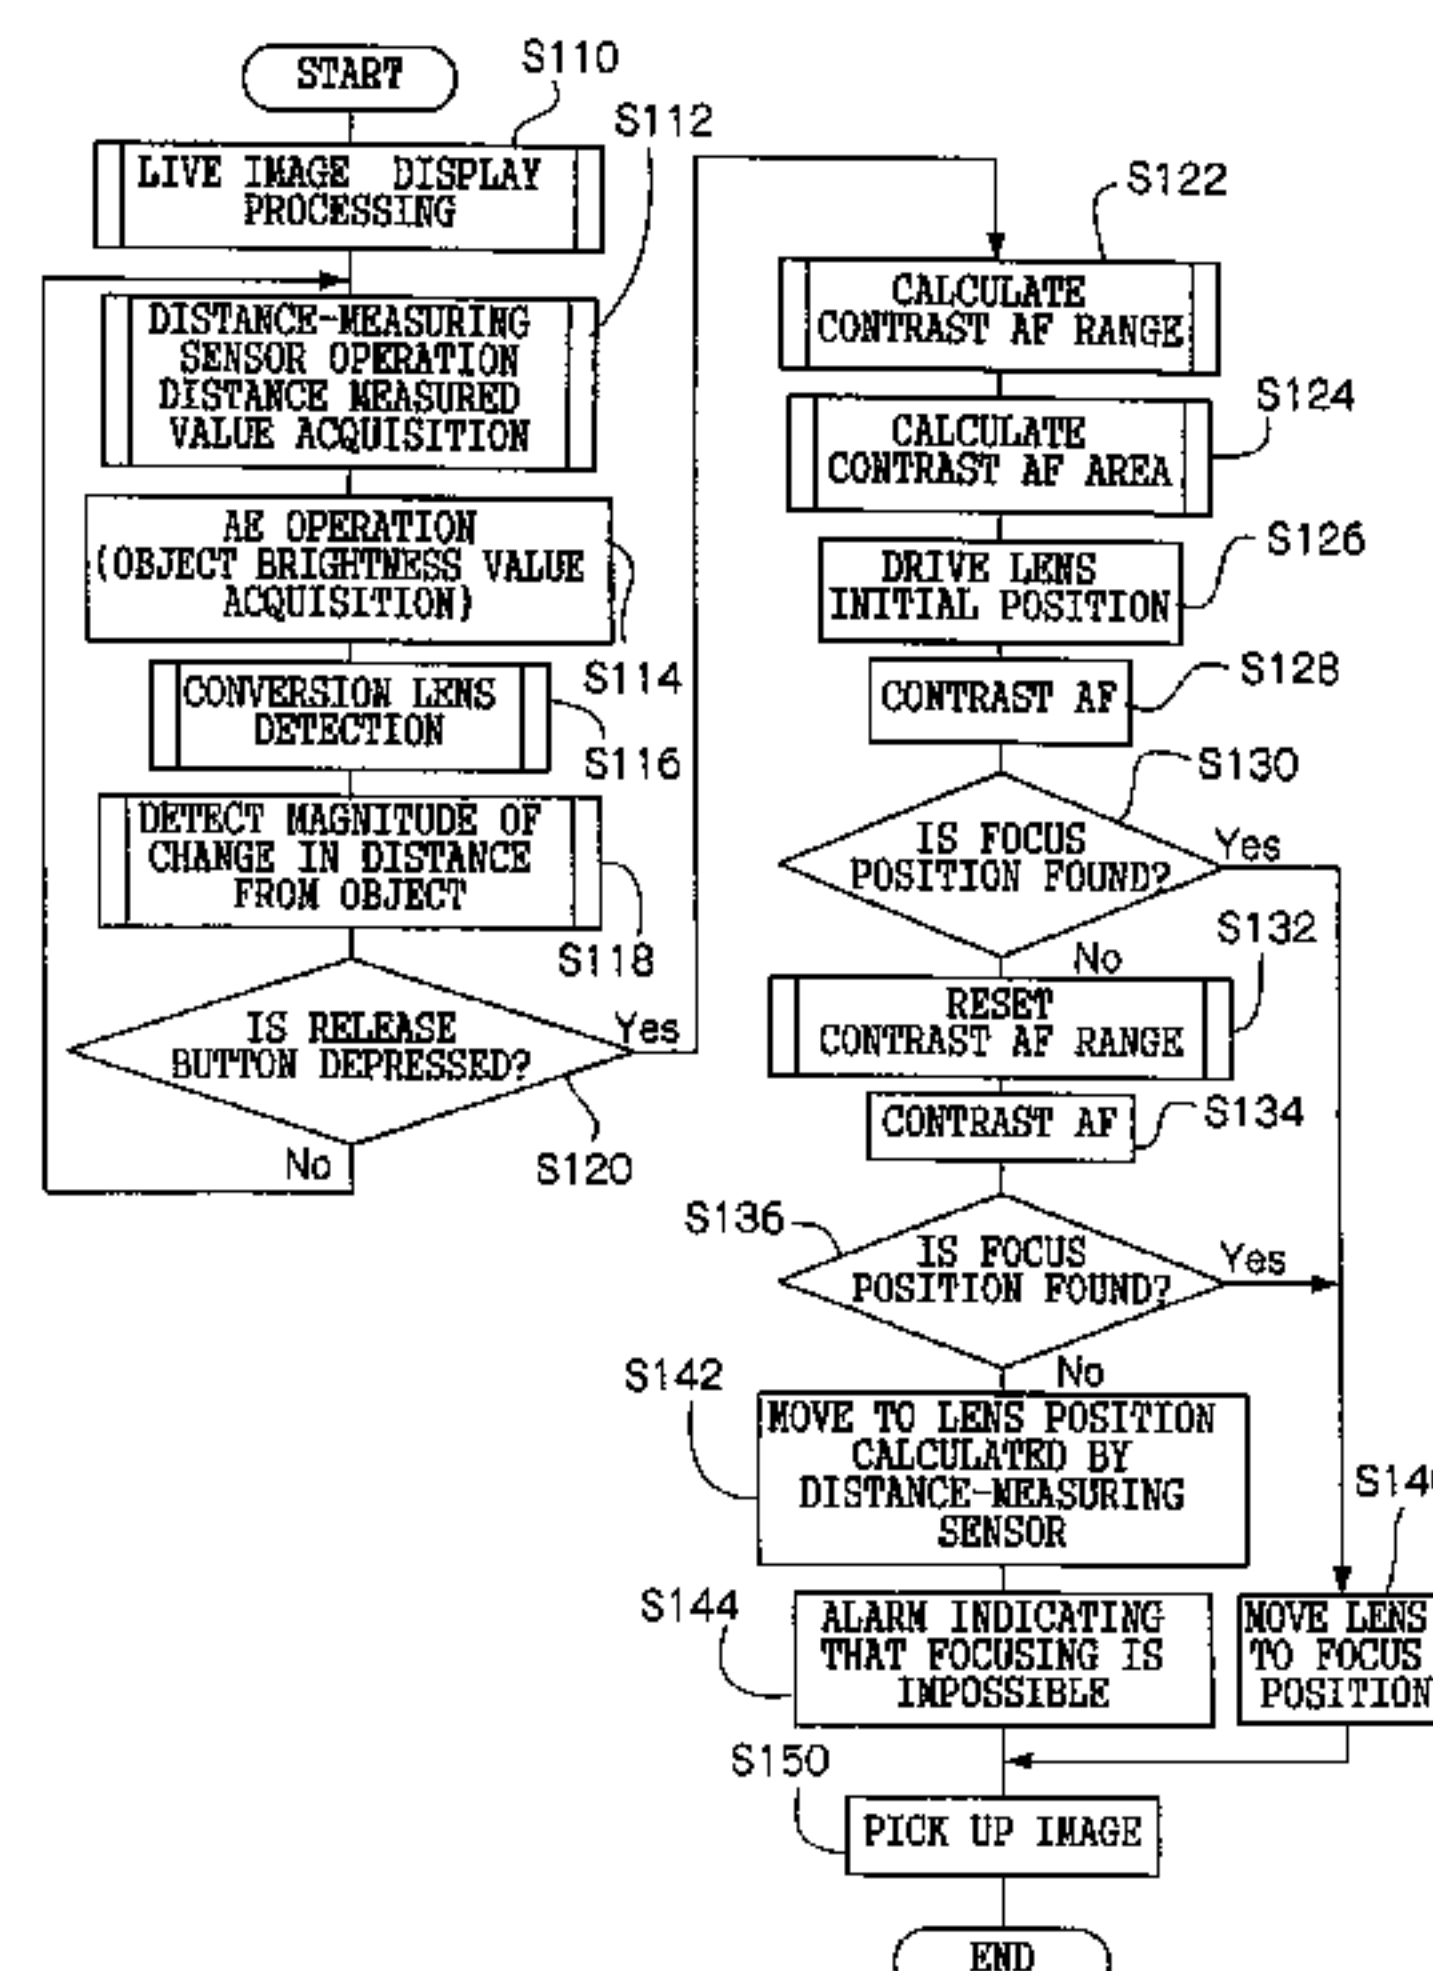 START
S110
LIVE IMAGE DISPLAY
PROCESSING
S112
DISTANCE-MEASURING
SENSOR OPERATION
DISTANCE MEASURED
VALUE ACQUISITION
AE OPERATION
(OBJECT BRIGHTNESS VALUE
ACQUISITION)
S114
CONVERSION LENS
DETECTION
S116
DETECT MAGNITUDE OF
CHANGE IN DISTANCE
FROM OBJECT
S118
IS RELEASE
BUTTON DEPRESSED?
Yes
No
S120
S122
CALCULATE
CONTRAST AF RANGE
S124
CALCULATE
CONTRAST AF AREA
S126
DRIVE LENS
INITIAL POSITION
S128
CONTRAST AF
S130
IS FOCUS
POSITION FOUND?
Yes
No
S132
RESET
CONTRAST AF RANGE
CONTRAST AF
S134
S136
IS FOCUS
POSITION FOUND?
Yes
No
S142
MOVE TO LENS POSITION
CALCULATED BY
DISTANCE-MEASURING
SENSOR
S144
ALARM INDICATING
THAT FOCUSING IS
IMPOSSIBLE
MOVE LENS
TO FOCUS
POSITION
S150
PICK UP IMAGE
END